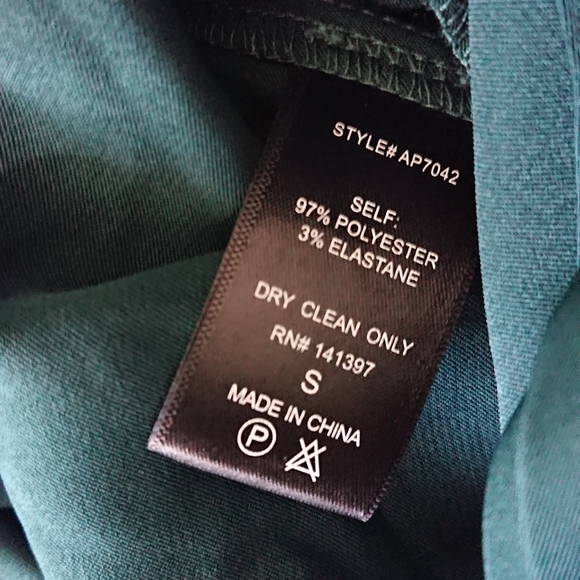 STYLE# AP7042
SELF:
97% POLYESTER
3% ELASTANE
DRY CLEAN ONLY
RN# 141397
S
MADE IN CHINA
P